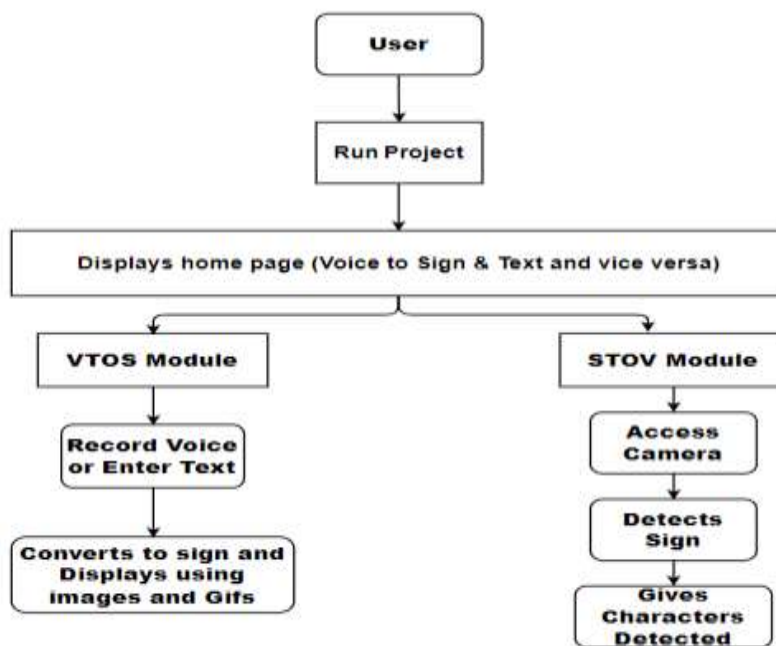 User
Run Project
Displays home page (Voice to Sign & Text and vice versa)
VTOS Module
STOV Module
Record Voice
or Enter Text
Access
Camera
Detects
Sign
Converts to sign and
Displays using
images and Gifs
Gives
Characters
Detected